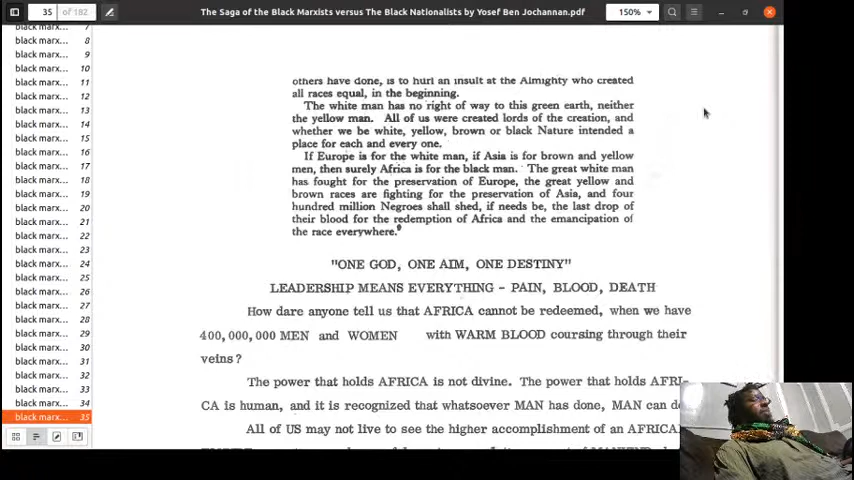 35 of 182
The Saga of the Black Marxists versus The Black Nationalists by Yosef Ben Jochannan.pdf
150%
black marx... 7
black marx... 8
black marx... 9
black marx... 10
black marx... 11
black marx... 12
black marx... 13
black marx... 14
black marx... 15
black marx... 16
black marx... 17
black marx... 18
black marx... 19
black marx... 20
black marx... 21
black marx... 22
black marx... 23
black marx... 24
black marx... 25
black marx... 26
black marx... 27
black marx... 28
black marx... 29
black marx... 30
black marx... 31
black marx... 32
black marx... 33
black marx... 34
black marx... 35
others have done, is to hurl an insult at the Almighty who created
all races equal, in the beginning.
The white man has no right of way to this green earth, neither
the yellow man. All of us were created lords of the creation, and
whether we be white, yellow, brown or black Nature intended a
place for each and every one.
If Europe is for the white man, if Asia is for brown and yellow
men, then surely Africa is for the black man. The great white man
has fought for the preservation of Europe, the great yellow and
brown races are fighting for the preservation of Asia, and four
hundred million Negroes shall shed, if needs be, the last drop of
their blood for the redemption of Africa and the emancipation of
the race everywhere.⁹
"ONE GOD, ONE AIM, ONE DESTINY"
LEADERSHIP MEANS EVERYTHING - PAIN, BLOOD, DEATH
How dare anyone tell us that AFRICA cannot be redeemed, when we have
400,000,000 MEN and WOMEN with WARM BLOOD coursing through their
veins?
The power that holds AFRICA is not divine. The power that holds AFRI-
CA is human, and it is recognized that whatsoever MAN has done, MAN can
All of US may not live to see the higher accomplishment of an AFRICA